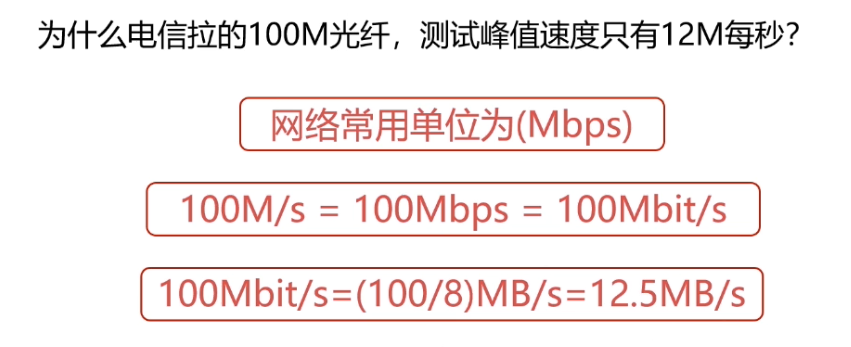 为什么电信拉的100M光纤，测试峰值速度只有12M每秒？
网络常用单位为(Mbps)
100M/s = 100Mbps = 100Mbit/s
100Mbit/s=(100/8)MB/s=12.5MB/s